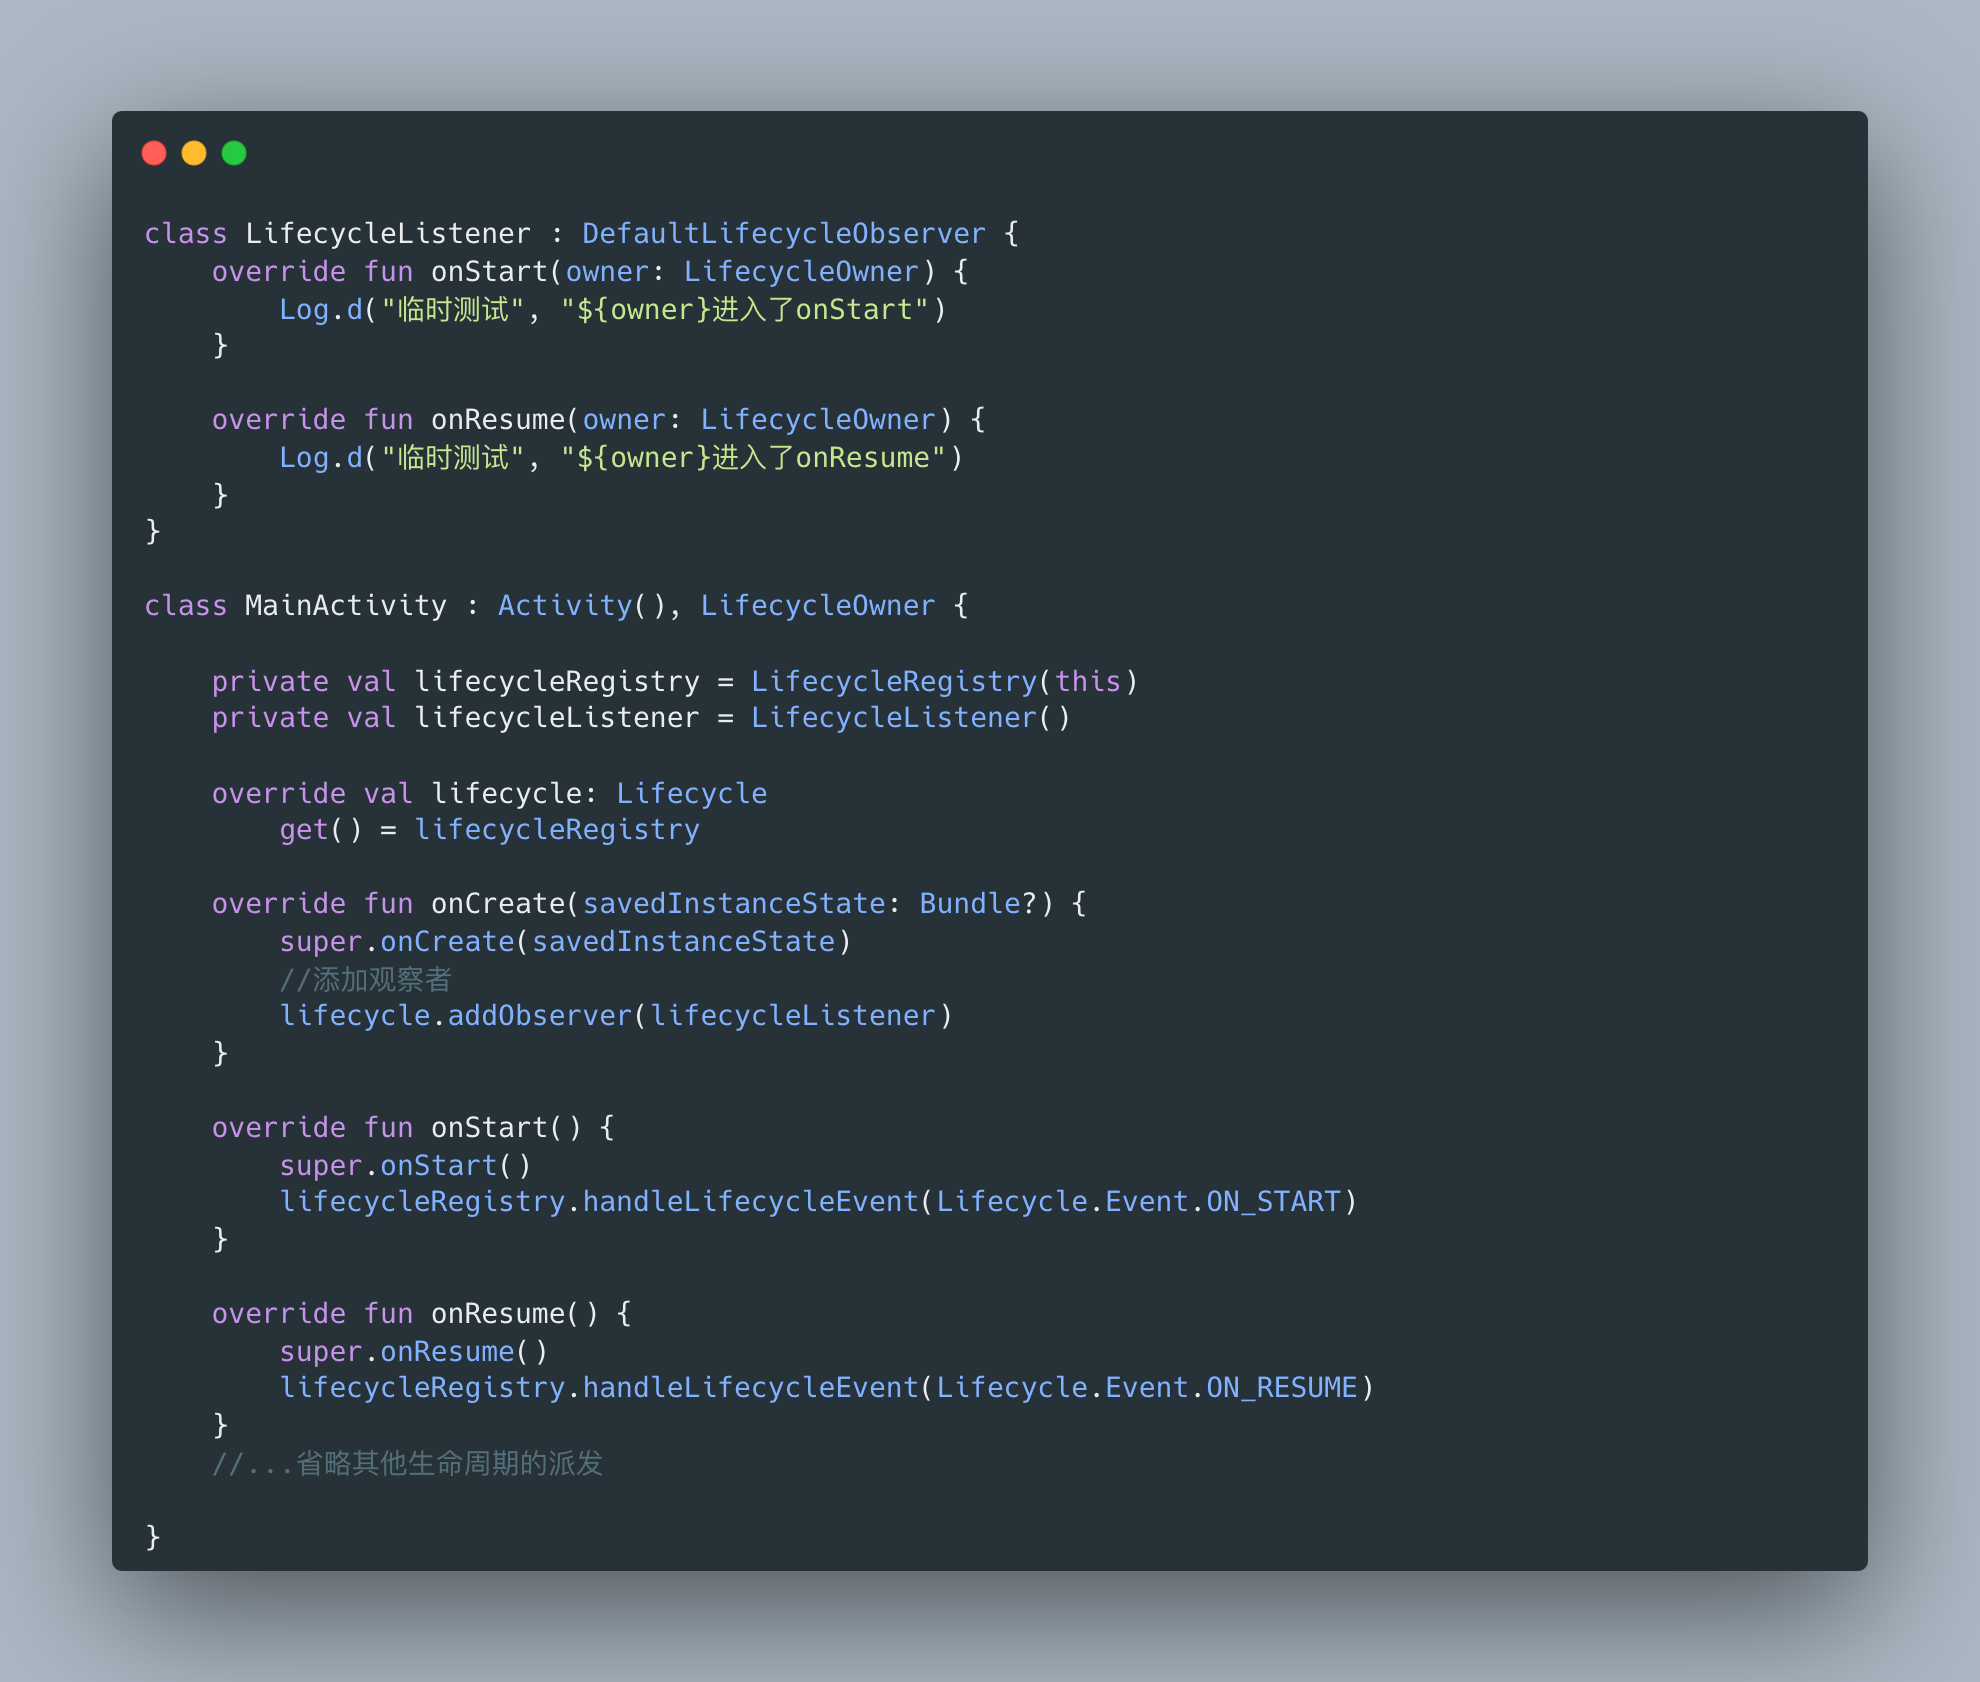 class LifecycleListener : DefaultLifecycleObserver {
    override fun onStart(owner: LifecycleOwner) {
        Log.d("临时测试", "${owner}进入了onStart")
    }

    override fun onResume(owner: LifecycleOwner) {
        Log.d("临时测试", "${owner}进入了onResume")
    }
}

class MainActivity : Activity(), LifecycleOwner {

    private val lifecycleRegistry = LifecycleRegistry(this)
    private val lifecycleListener = LifecycleListener()

    override val lifecycle: Lifecycle
        get() = lifecycleRegistry

    override fun onCreate(savedInstanceState: Bundle?) {
        super.onCreate(savedInstanceState)
        //添加观察者
        lifecycle.addObserver(lifecycleListener)
    }

    override fun onStart() {
        super.onStart()
        lifecycleRegistry.handleLifecycleEvent(Lifecycle.Event.ON_START)
    }

    override fun onResume() {
        super.onResume()
        lifecycleRegistry.handleLifecycleEvent(Lifecycle.Event.ON_RESUME)
    }
    //...省略其他生命周期的派发

}